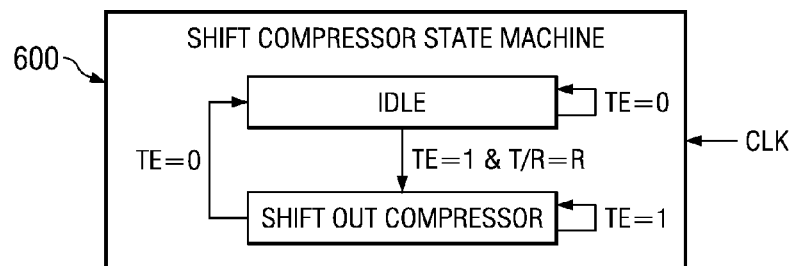 SHIFT COMPRESSOR STATE MACHINE
600
IDLE
TE=0
CLK
TE=0
TE=1 & T/R=R
SHIFT OUT COMPRESSOR
TE=1